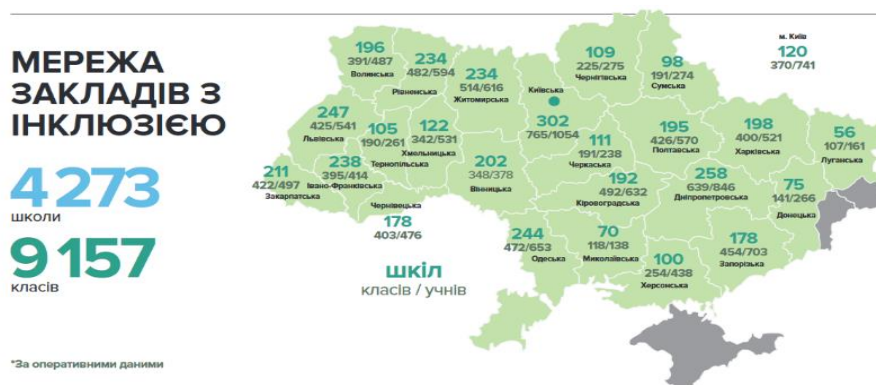 МЕРЕЖА
ЗАКЛАДІВ З
ІНКЛЮЗІЄЮ
4 273
школи
9 157
класів
*За оперативними даними
196
391/487
Волинська
234
482/594
Рівненська
234
514/616
Житомирська
Київська
302
765/1054
109
225/275
Чернігівська
98
191/274
Сумська
м. Київ
120
370/741
247
425/541
Львівська
105
190/261
Тернопільська
122
342/531
Хмельницька
111
191/238
Черкаська
195
426/570
Полтавська
198
400/521
Харківська
56
107/161
Луганська
211
422/497
Закарпатська
238
395/414
Івано-Франківська
202
348/378
Вінницька
192
492/632
Кіровоградська
258
639/846
Дніпропетровська
75
141/266
Донецька
Чернівецька
178
403/476
244
472/653
Одеська
70
118/138
Миколаївська
100
254/438
Херсонська
178
454/703
Запорізька
шкіл
класів / учнів